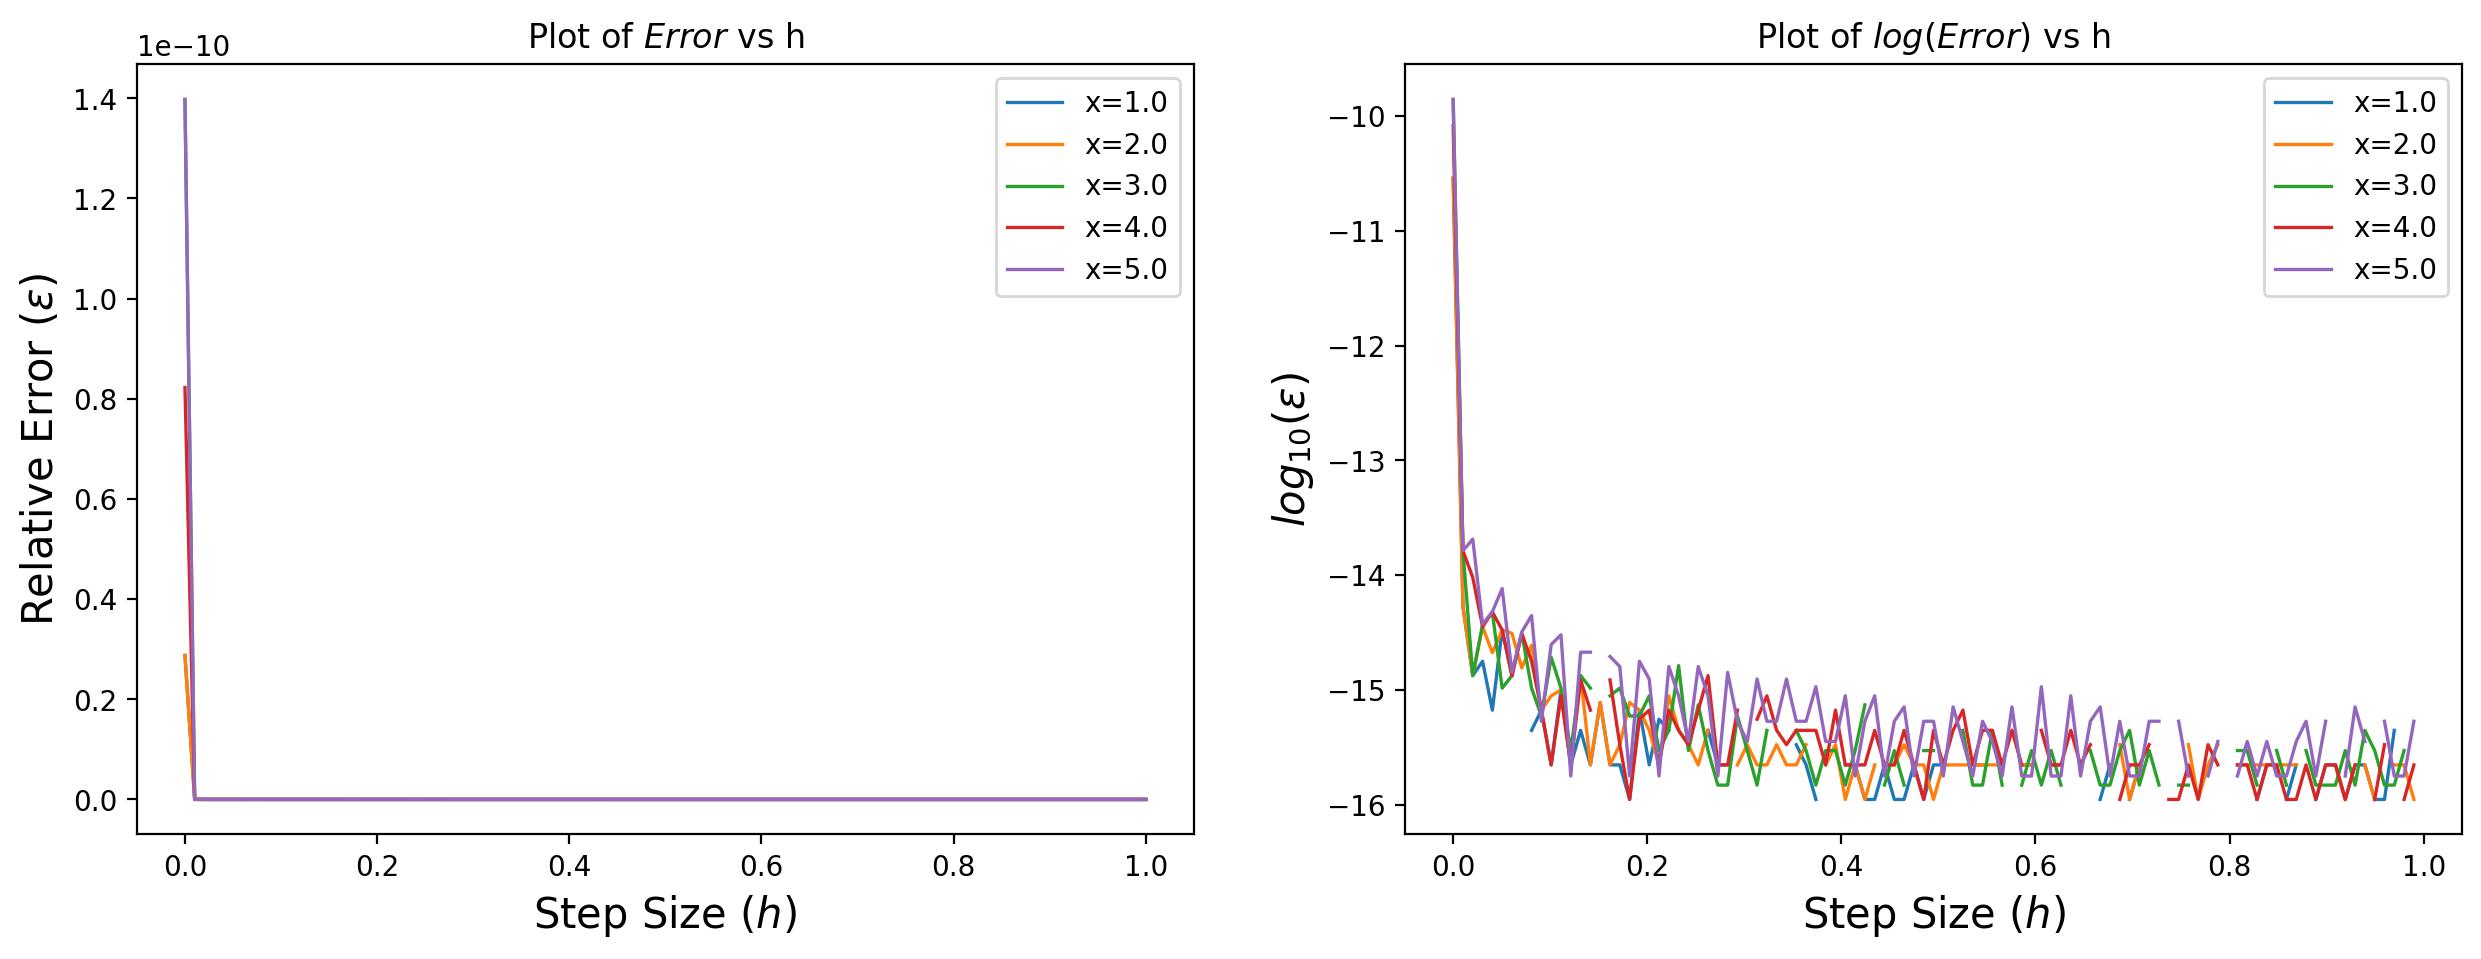 Plot of Error vs h
1e−10
1.4
1.2
1.0
0.8
0.6
0.4
0.2
0.0
Relative Error (ε)
0.0 0.2 0.4 0.6 0.8 1.0
Step Size (h)
x=1.0
x=2.0
x=3.0
x=4.0
x=5.0
Plot of log(Error) vs h
−10
−11
−12
−13
−14
−15
−16
log₁₀(ε)
0.0 0.2 0.4 0.6 0.8 1.0
Step Size (h)
x=1.0
x=2.0
x=3.0
x=4.0
x=5.0